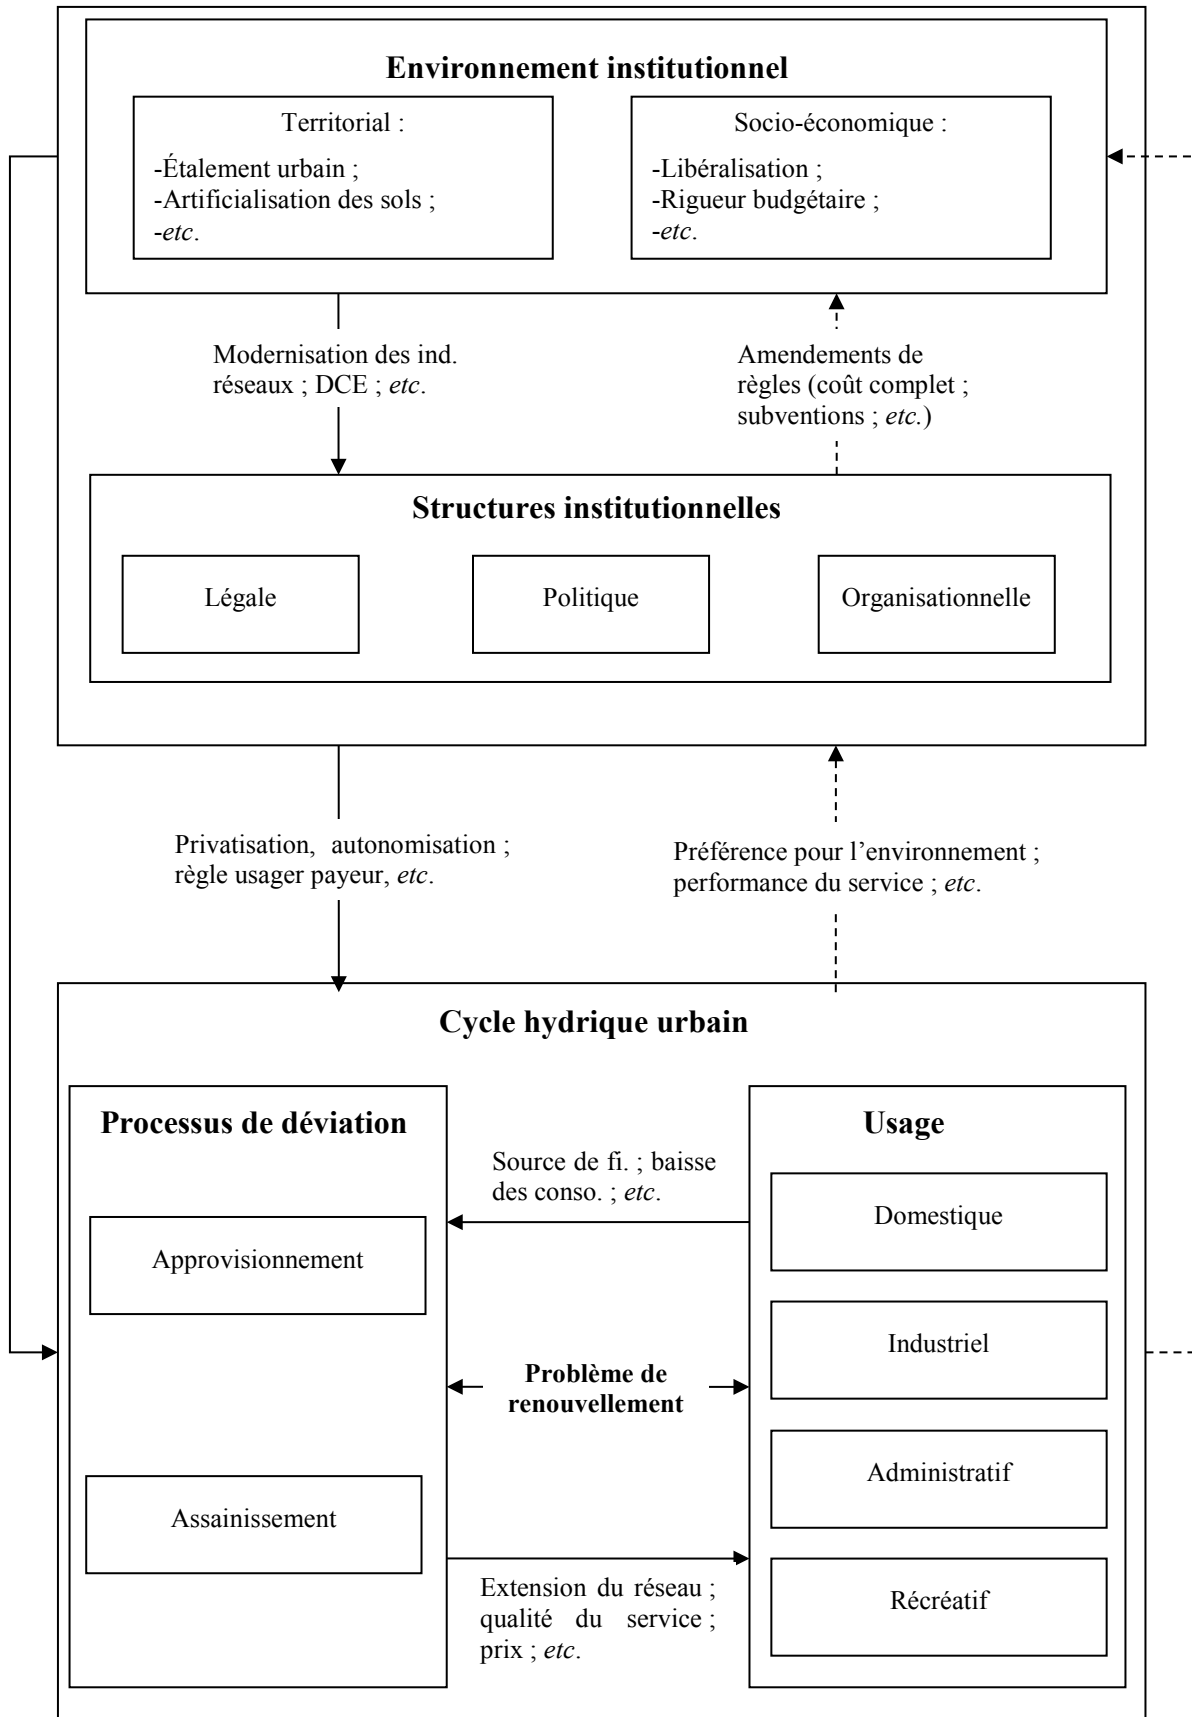 Environnement institutionnel
Territorial :
-Étalement urbain ;
-Artificialisation des sols ;
-etc.
Socio-économique :
-Libéralisation ;
-Rigueur budgétaire ;
-etc.
Modernisation des ind.
réseaux ; DCE ; etc.
Amendements de
règles (coût complet ;
subventions ; etc.)
Structures institutionnelles
Légale
Politique
Organisationnelle
Privatisation, autonomisation ;
règle usager payeur, etc.
Préférence pour l’environnement ;
performance du service ; etc.
Cycle hydrique urbain
Processus de déviation
Approvisionnement
Assainissement
Source de fi. ; baisse
des conso. ; etc.
Problème de
renouvellement
Extension du réseau ;
qualité du service ;
prix ; etc.
Usage
Domestique
Industriel
Administratif
Récréatif